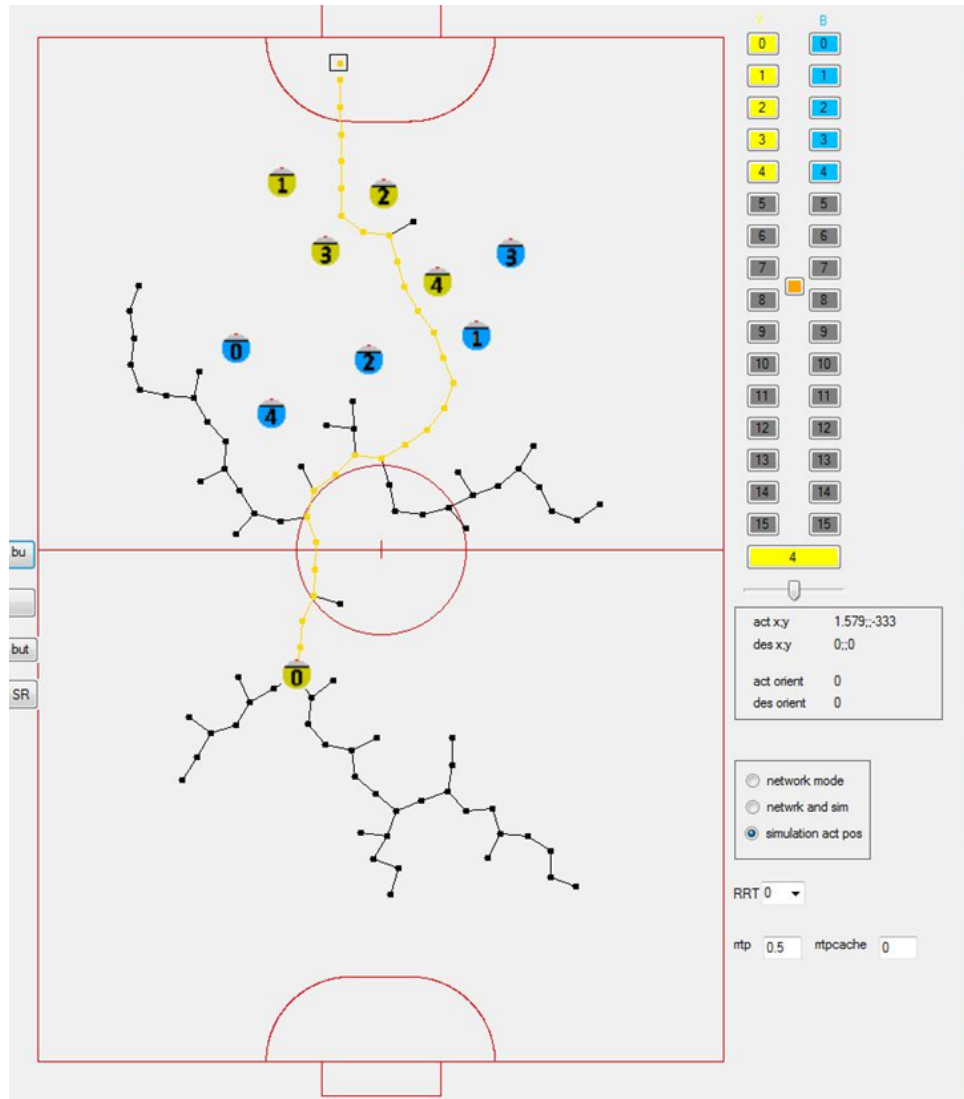 Y B
0 0
1 1
2 2
3 3
4 4
5 5
6 6
7 7
8 8
9 9
10 10
11 11
12 12
13 13
14 14
15 15
4
1
2
3
3
4
1
0
2
4
0
bu
but
SR
act x;y 1.579;;-333
des x;y 0;;0
act orient 0
des orient 0
network mode
netwrk and sim
simulation act pos
RRT 0
rrtp 0.5 rrtpcache 0